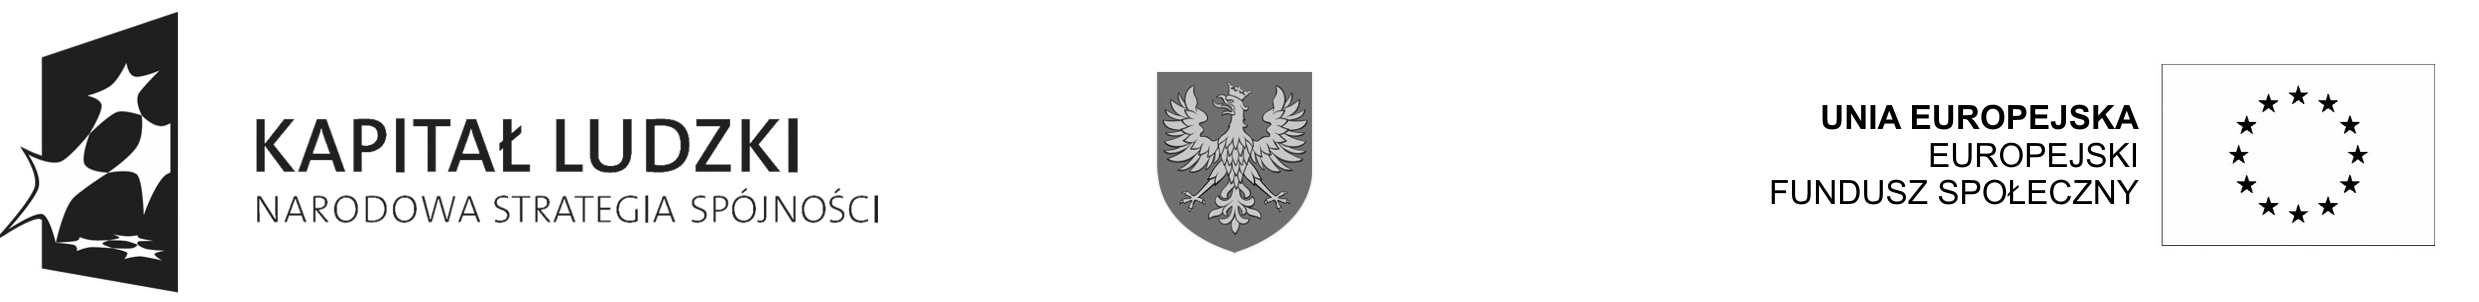 KAPITAŁ LUDZKI
NARODOWA STRATEGIA SPÓJNOŚCI
UNIA EUROPEJSKA
EUROPEJSKI
FUNDUSZ SPOŁECZNY